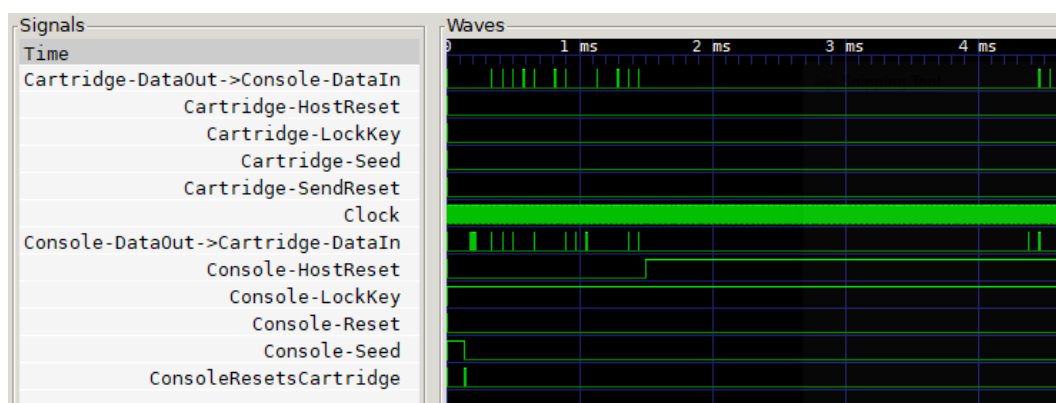 Signals
Waves
Time
0 1 ms 2 ms 3 ms 4 ms
Cartridge-DataOut->Console-DataIn
Cartridge-HostReset
Cartridge-LockKey
Cartridge-Seed
Cartridge-SendReset
Clock
Console-DataOut->Cartridge-DataIn
Console-HostReset
Console-LockKey
Console-Reset
Console-Seed
ConsoleResetsCartridge